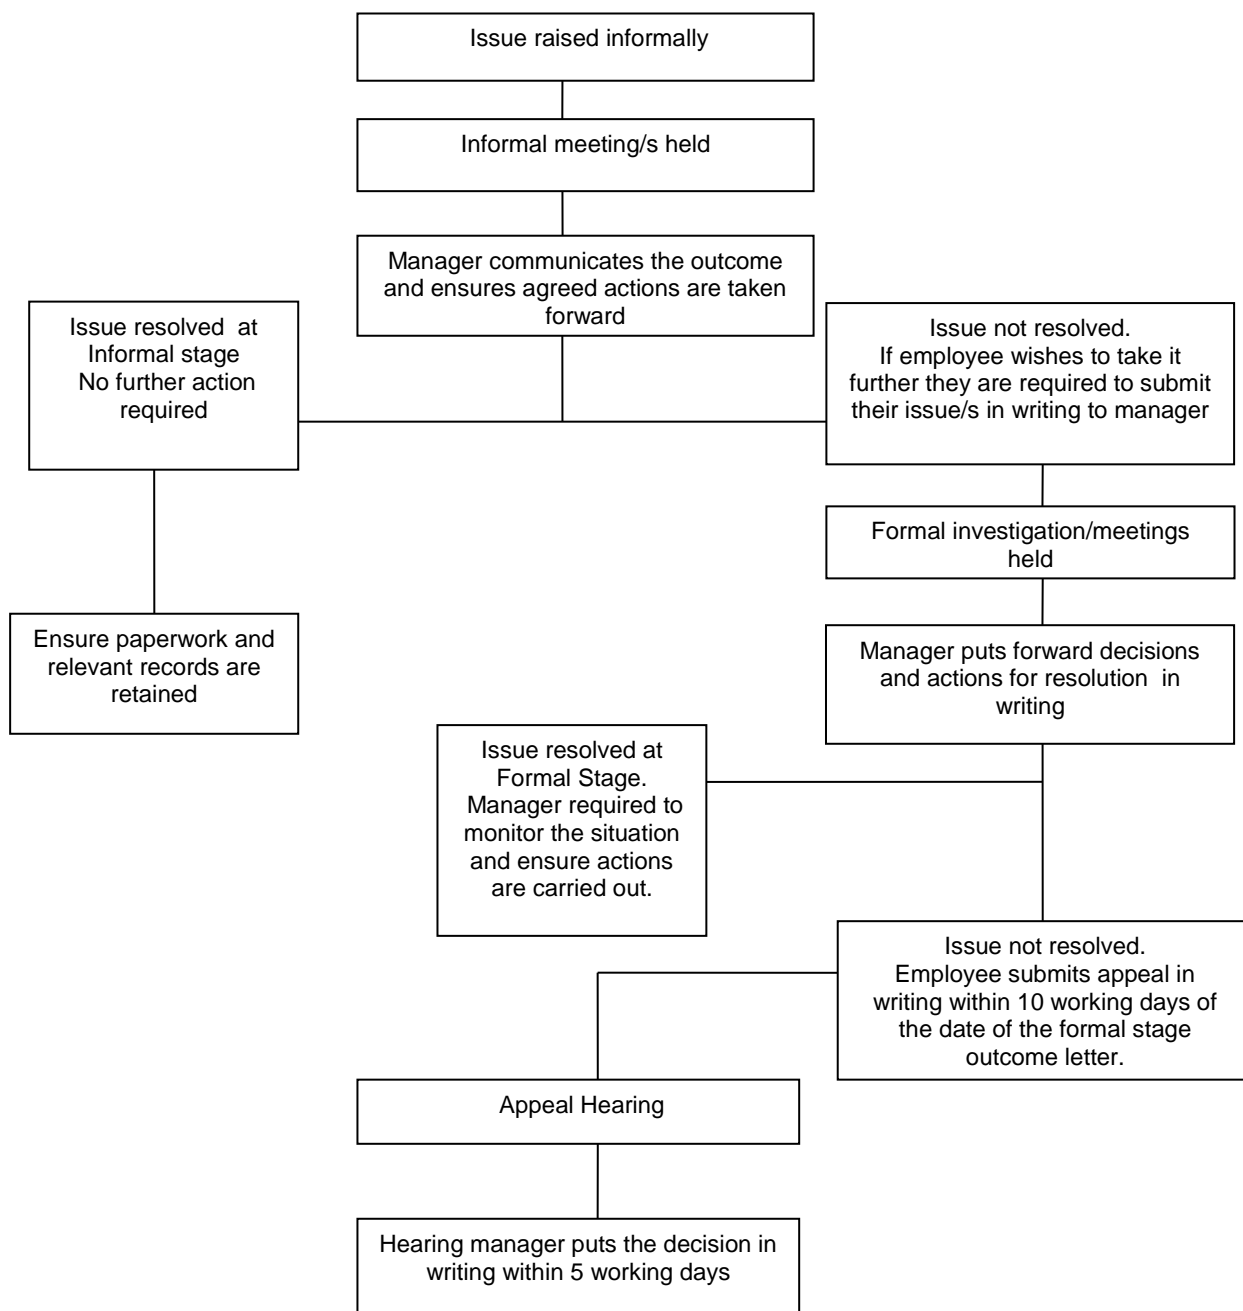 Issue raised informally
Informal meeting/s held
Manager communicates the outcome
and ensures agreed actions are taken
forward
Issue resolved at
Informal stage
No further action
required
Issue not resolved.
If employee wishes to take it
further they are required to submit
their issue/s in writing to manager
Formal investigation/meetings
held
Ensure paperwork and
relevant records are
retained
Manager puts forward decisions
and actions for resolution in
writing
Issue resolved at
Formal Stage.
Manager required to
monitor the situation
and ensure actions
are carried out.
Issue not resolved.
Employee submits appeal in
writing within 10 working days of
the date of the formal stage
outcome letter.
Appeal Hearing
Hearing manager puts the decision in
writing within 5 working days